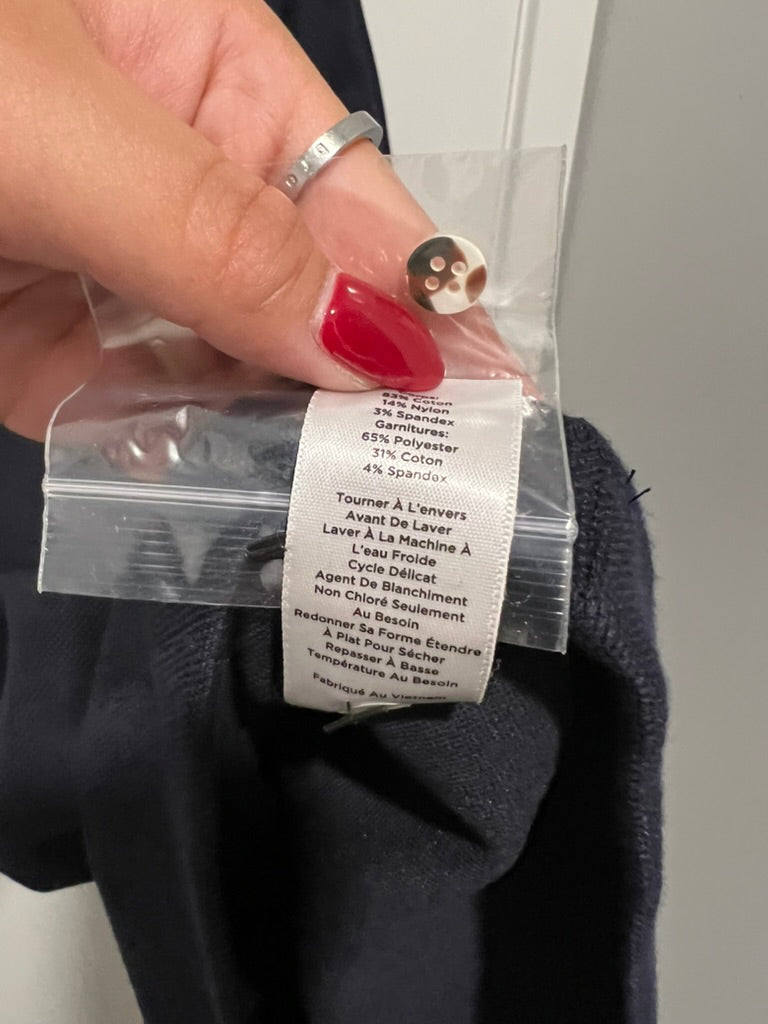 83% Coton
14% Nylon
3% Spandex
Garnitures:
65% Polyester
31% Coton
4% Spandex
Tourner À L'envers
Avant De Laver
Laver À La Machine À
L'eau Froide
Cycle Délicat
Agent De Blanchiment
Non Chloré Seulement
Au Besoin
Redonner Sa Forme Étendre
À Plat Pour Sécher
Repasser À Basse
Température Au Besoin
Fabriqué Au Vietnam